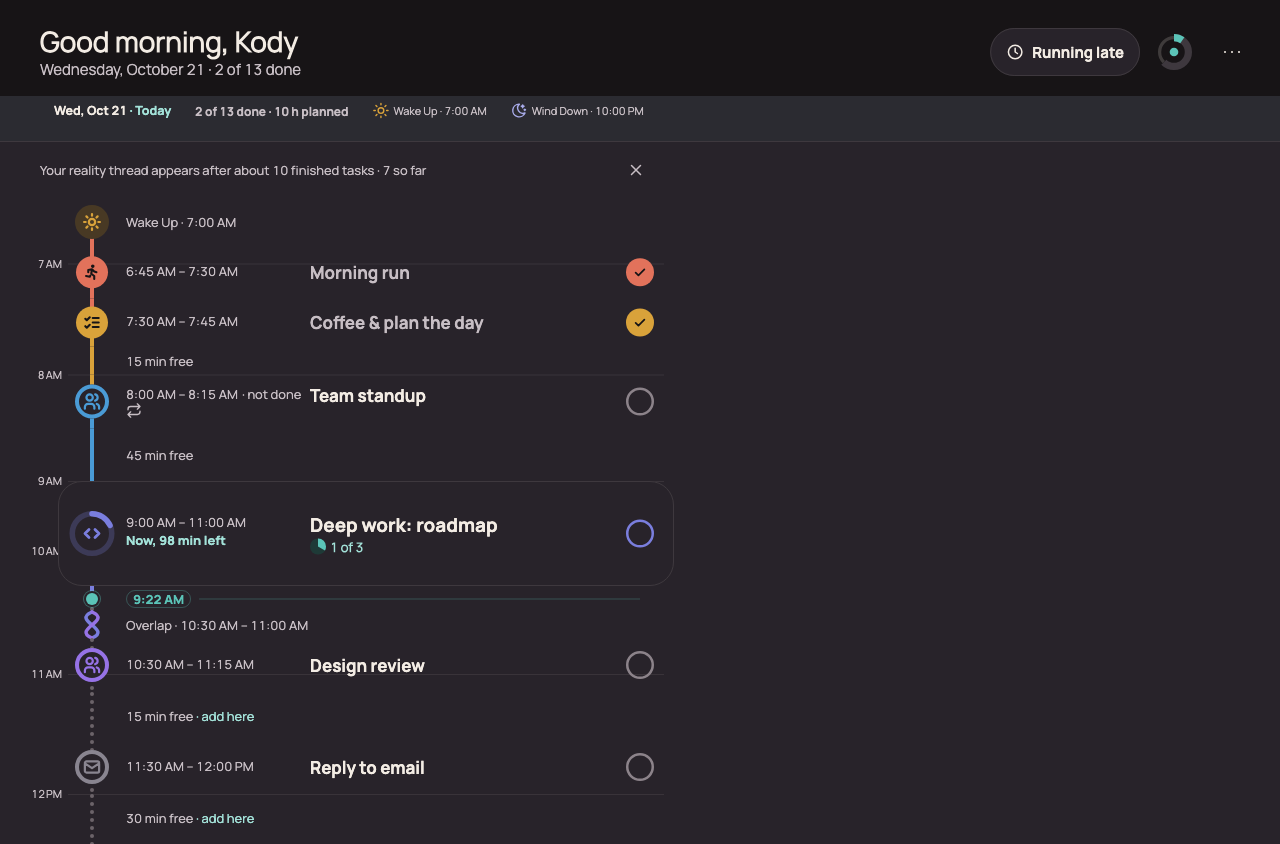 Good morning, Kody
Wednesday, October 21 · 2 of 13 done
Running late
Wed, Oct 21 · Today
2 of 13 done · 10 h planned
Wake Up · 7:00 AM
Wind Down · 10:00 PM
Your reality thread appears after about 10 finished tasks · 7 so far
Wake Up · 7:00 AM
7 AM
6:45 AM – 7:30 AM
Morning run
7:30 AM – 7:45 AM
Coffee & plan the day
15 min free
8 AM
8:00 AM – 8:15 AM · not done
Team standup
45 min free
9 AM
9:00 AM – 11:00 AM
Deep work: roadmap
Now, 98 min left
1 of 3
10 AM
9:22 AM
Overlap · 10:30 AM – 11:00 AM
10:30 AM – 11:15 AM
Design review
11 AM
15 min free · add here
11:30 AM – 12:00 PM
Reply to email
12 PM
30 min free · add here